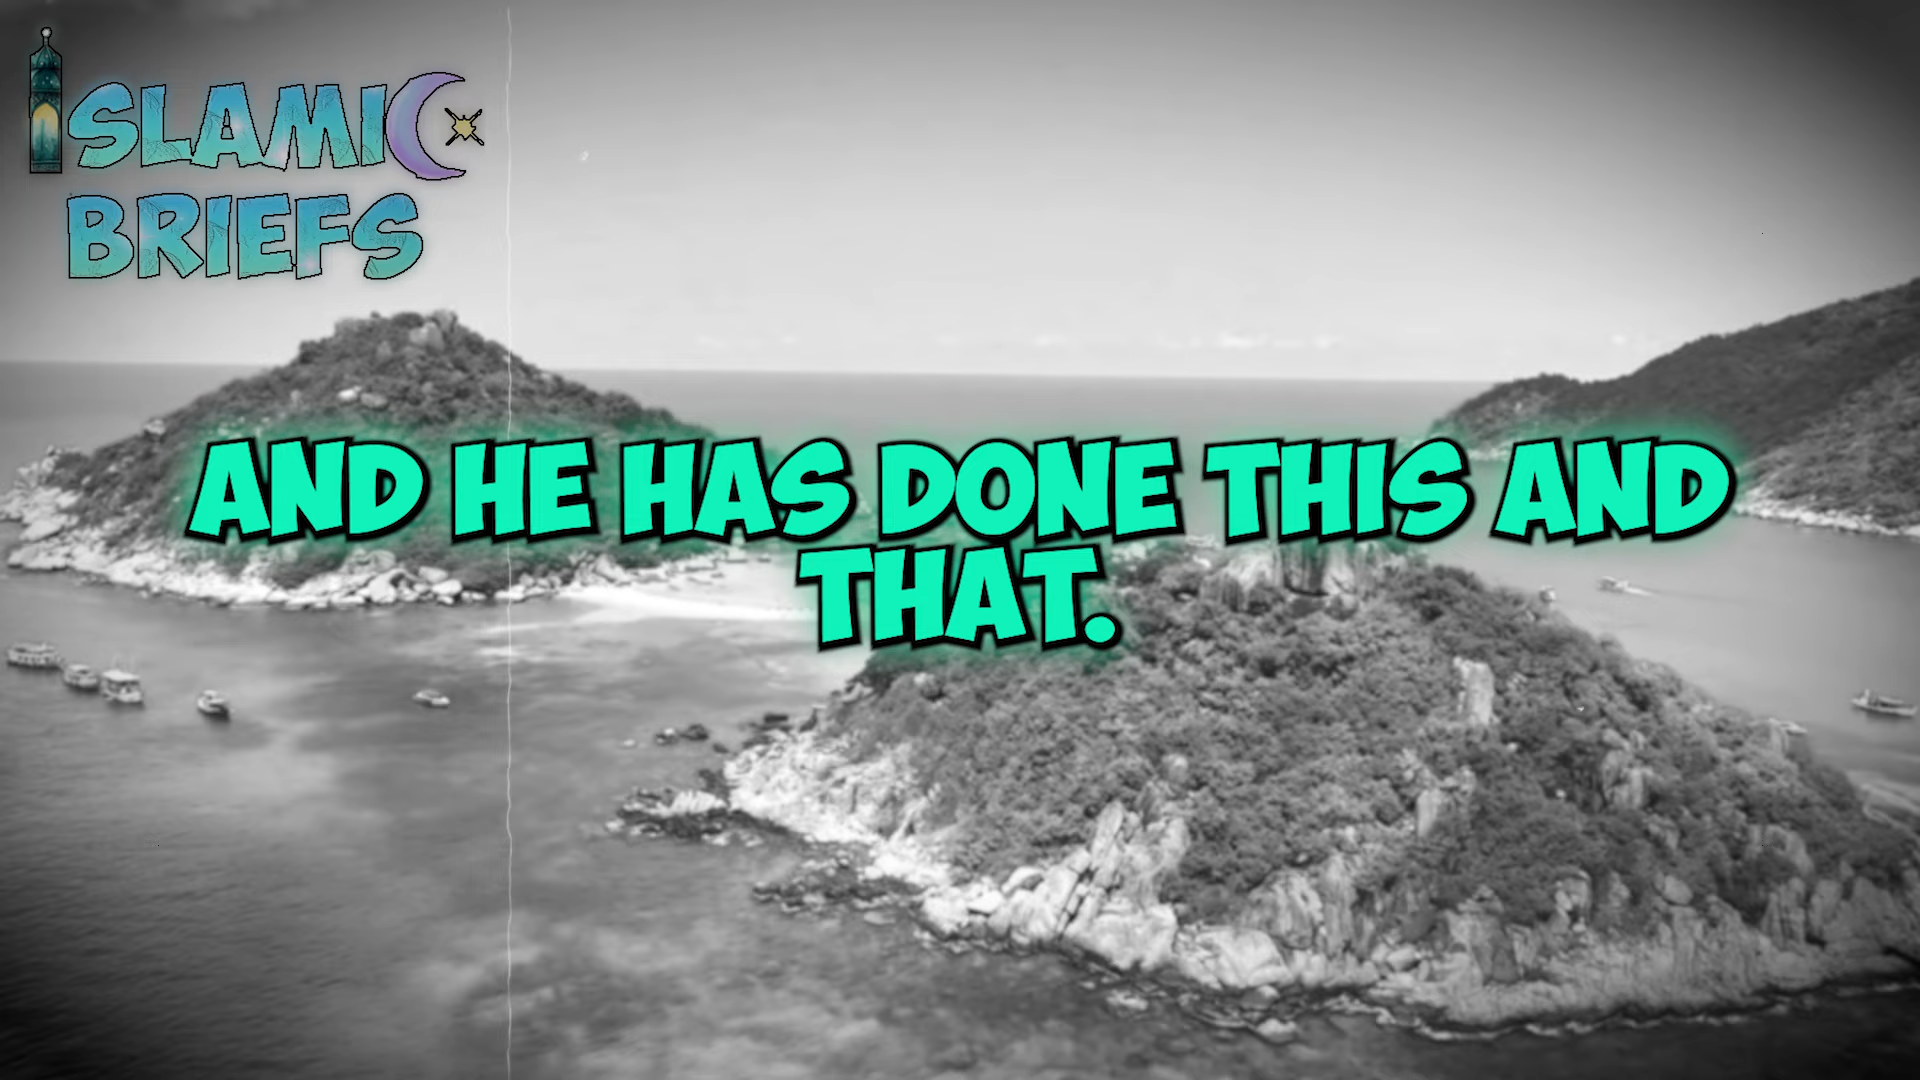 ISLAMIC
BRIEFS
AND HE HAS DONE THIS AND
THAT.